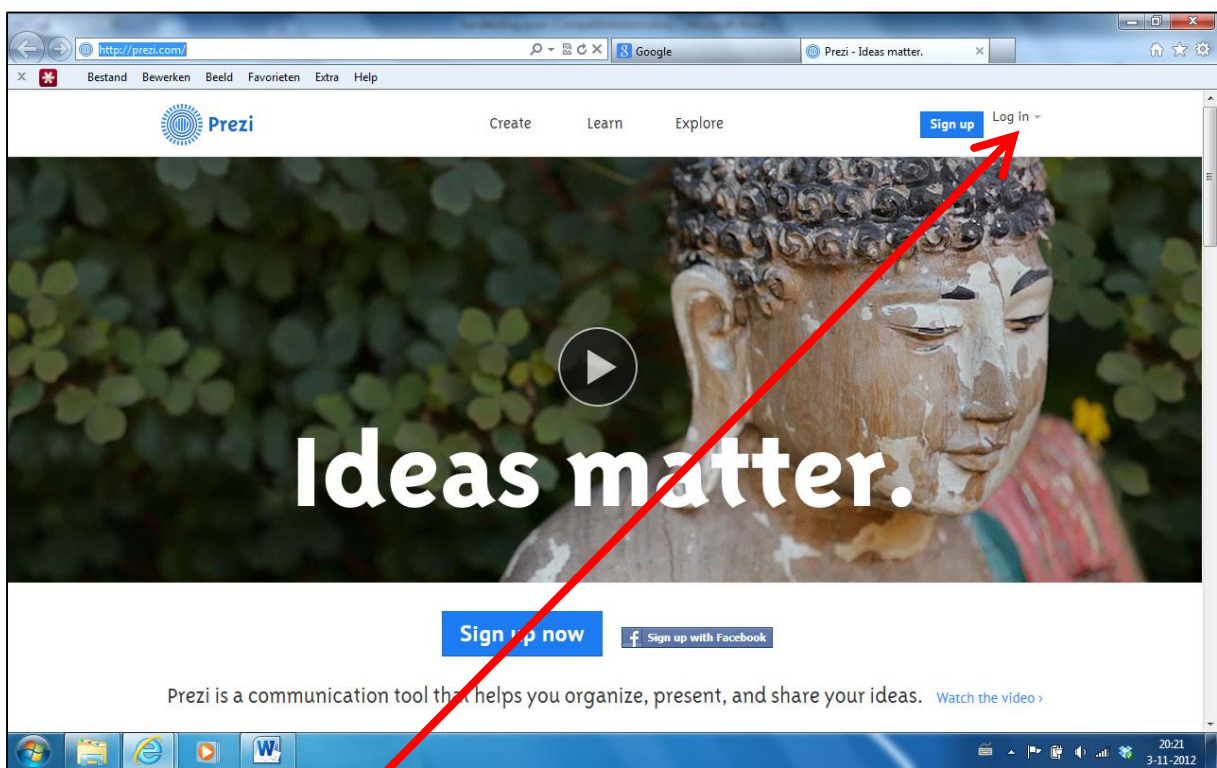 http://prezi.com/
Google
Prezi - Ideas matter.
Bestand Bewerken Beeld Favorieten Extra Help
Prezi Create Learn Explore Sign up Log in
Ideas matter.
Sign up now f Sign up with Facebook
Prezi is a communication tool that helps you organize, present, and share your ideas. Watch the video ›
20:21
3-11-2012